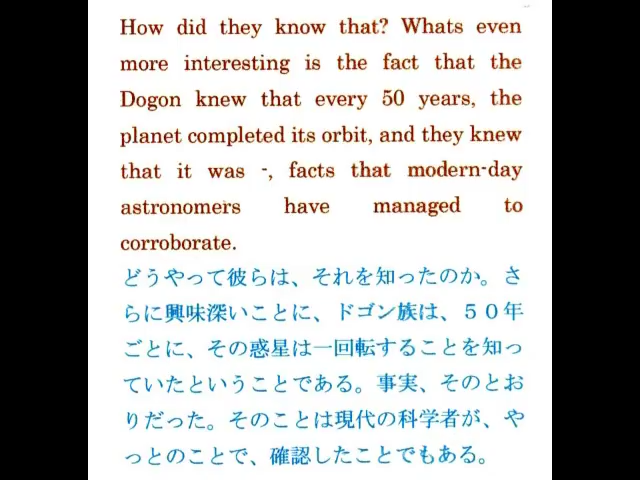 How did they know that? Whats even
more interesting is the fact that the
Dogon knew that every 50 years, the
planet completed its orbit, and they knew
that it was -, facts that modern-day
astronomers have managed to
corroborate.
どうやって彼らは、それを知ったのか。さ
らに興味深いことに、ドゴン族は、５０年
ごとに、その惑星は一回転することを知っ
ていたということである。事実、そのとお
りだった。そのことは現代の科学者が、や
っとのことで、確認したことでもある。